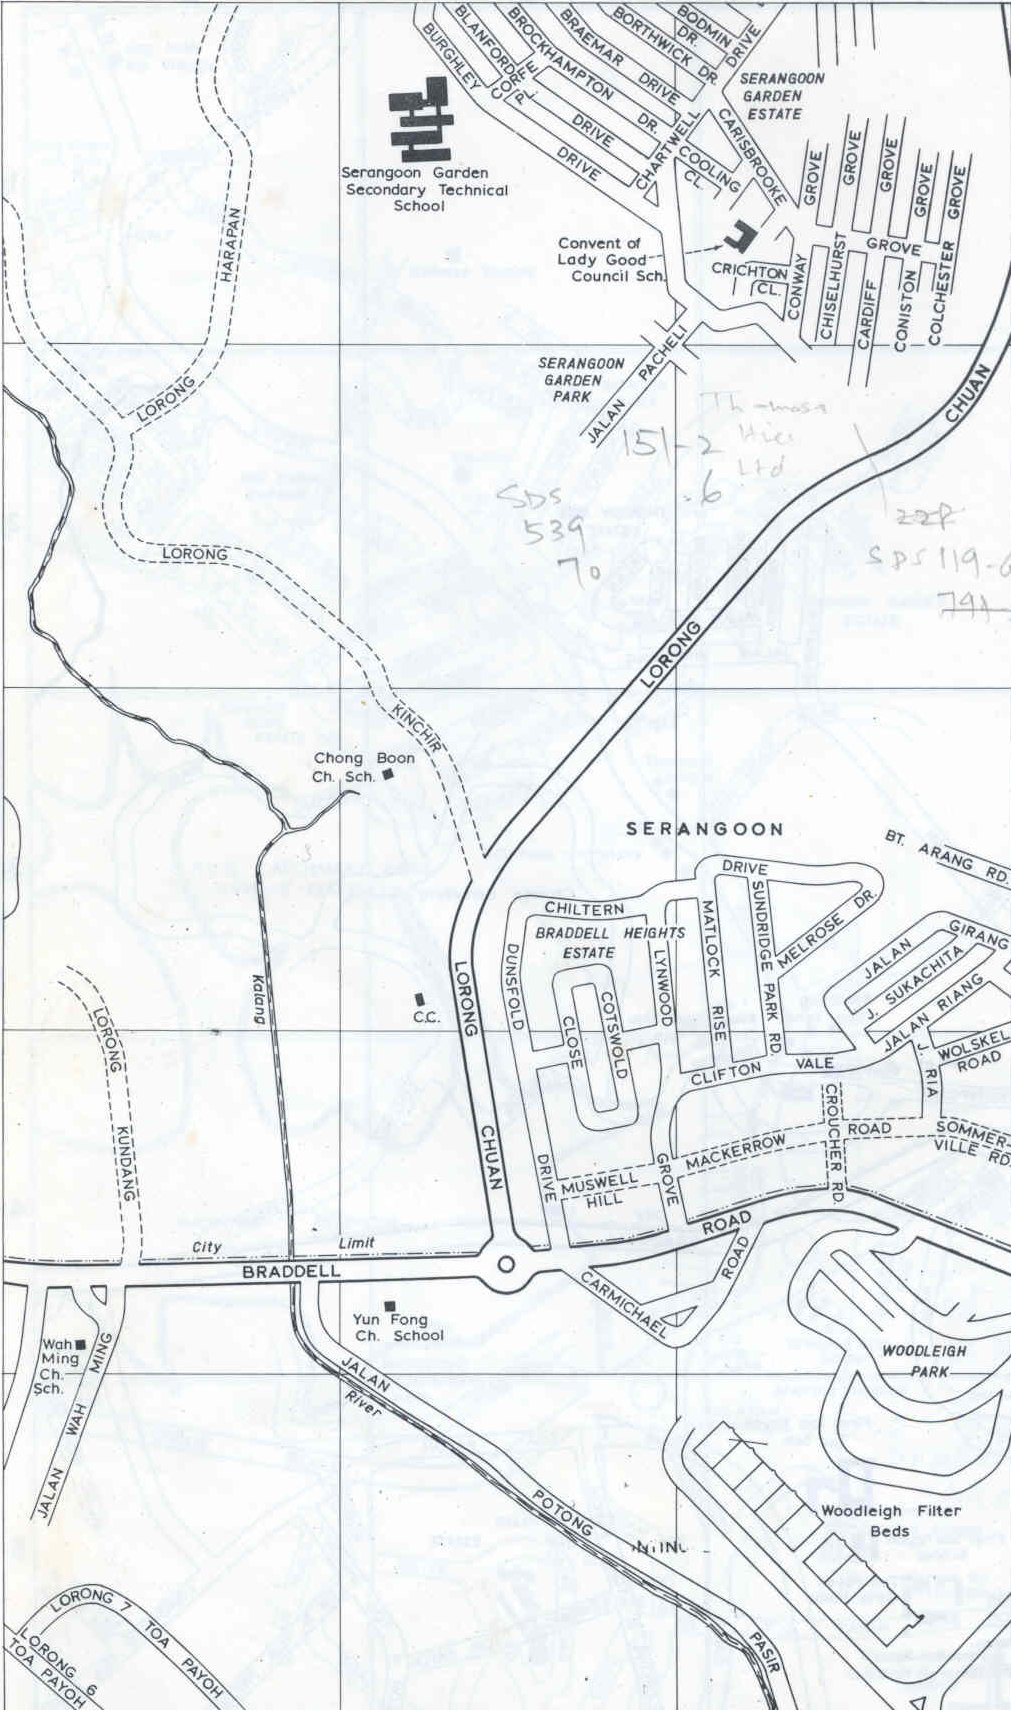 BODMIN
DR.
BORTHWICK DR.
DRIVE
BRAEMAR DRIVE
BROCKHAMPTON DR.
BLANFORD DRIVE
BURGHLEY DRIVE
CORFE
PL.
SERANGOON
GARDEN
ESTATE
CHARTWELL
CARISBROOKE
COOLING
CL.
Serangoon Garden
Secondary Technical
School
GROVE
GROVE
GROVE
GROVE
GROVE
GROVE
Convent of
Lady Good
Council Sch.
CRICHTON
CL.
CONWAY
CHISELHURST
CARDIFF
CONISTON
COLCHESTER
HARAPAN
LORONG
SERANGOON
GARDEN
PARK
JALAN PACHELI
CHUAN
151-2
Ltd
.6
SDS
539
70
SDS 119-6
LORONG
LORONG
KINCHIR
Chong Boon
Ch. Sch.
SERANGOON
BT. ARANG RD.
DRIVE
CHILTERN
BRADDELL HEIGHTS
ESTATE
DUNSFOLD
LYNWOOD
MATLOCK RISE
SUNDRIDGE PARK RD.
MELROSE DR.
JALAN
GIRANG
J. SUKACHITA
JALAN RIANG
J. RIA
WOLSKEL
ROAD
Kalang
LORONG
C.C.
CLOSE
COTSWOLD
CLIFTON VALE
LORONG
KUNDANG
CHUAN
DRIVE
MUSWELL
HILL
GROVE
MACKERROW ROAD
CROUCHER RD.
SOMMER-
VILLE RD.
City Limit
BRADDELL
ROAD
ROAD
CARMICHAEL
Yun Fong
Ch. School
Wah
Ming
Ch.
Sch.
JALAN WAH MING
JALAN
River
WOODLEIGH
PARK
POTONG
Woodleigh Filter
Beds
PASIR
LORONG 7 TOA PAYOH
LORONG 6
TOA PAYOH